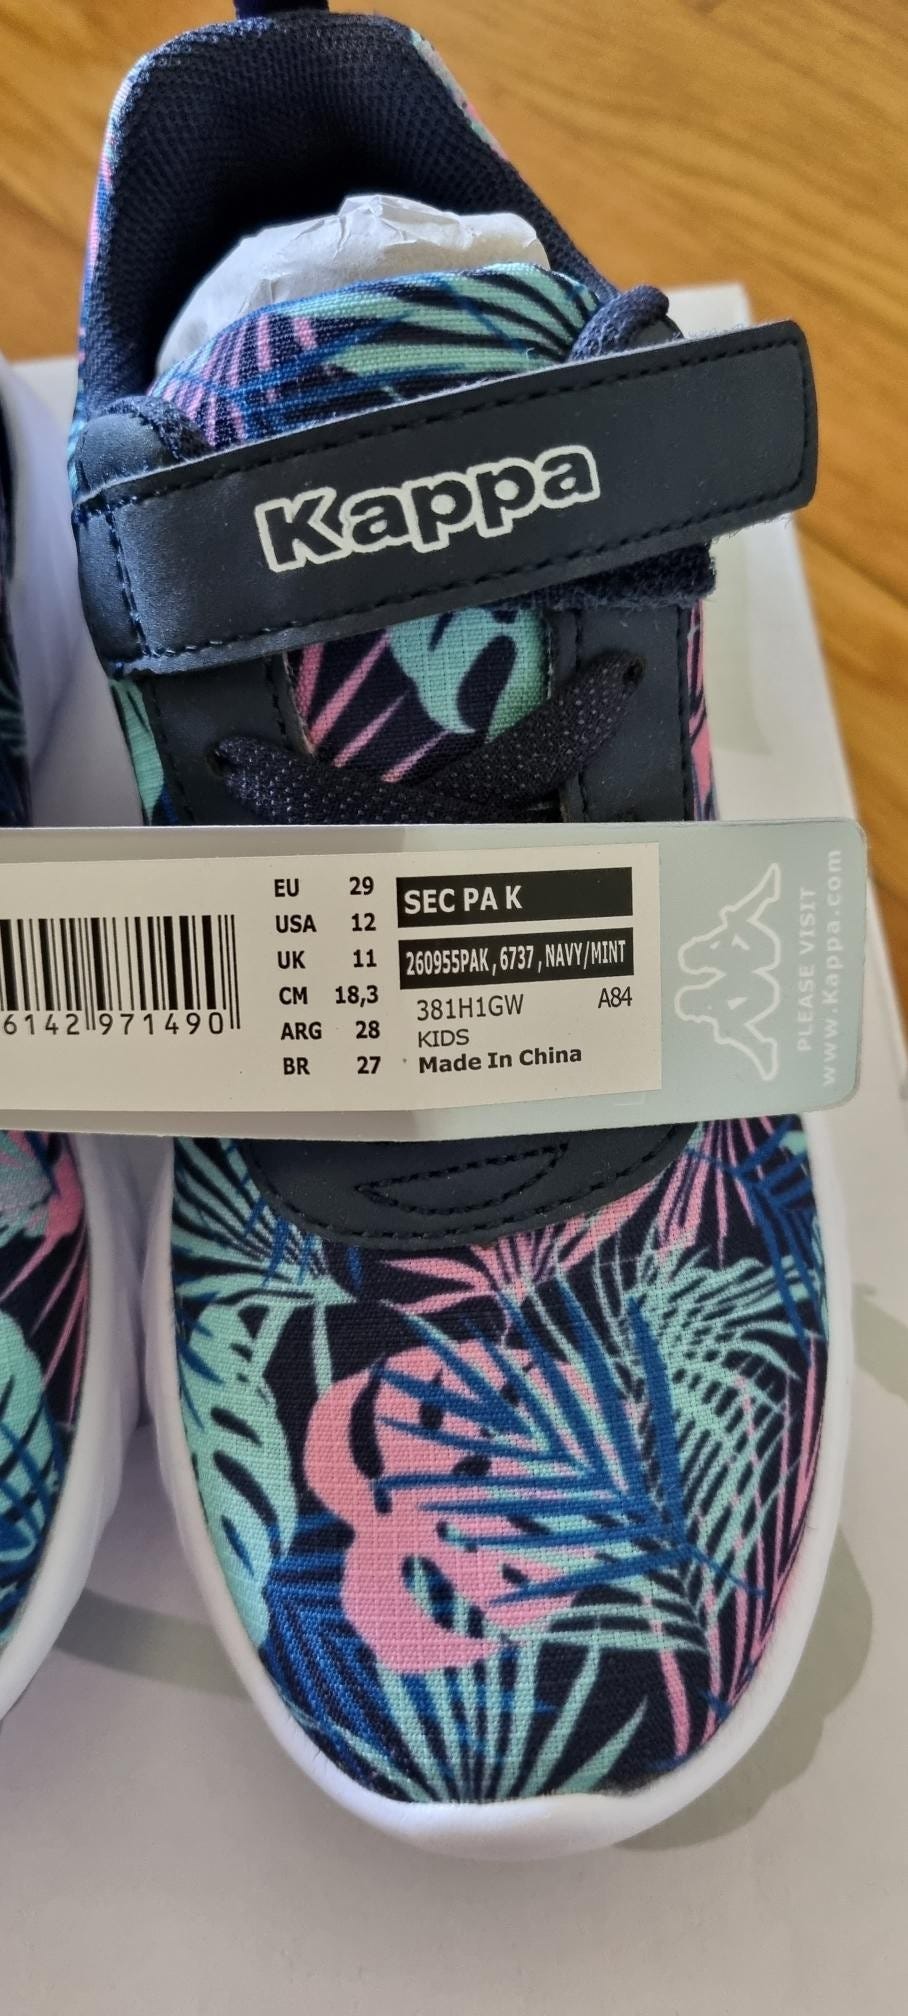 Kappa
EU 29
USA 12
UK 11
CM 18,3
ARG 28
BR 27
6142 971490
SEC PA K
260955PAK,6737,NAVY/MINT
381H1GW A84
KIDS
Made In China
PLEASE VISIT
www.Kappa.com